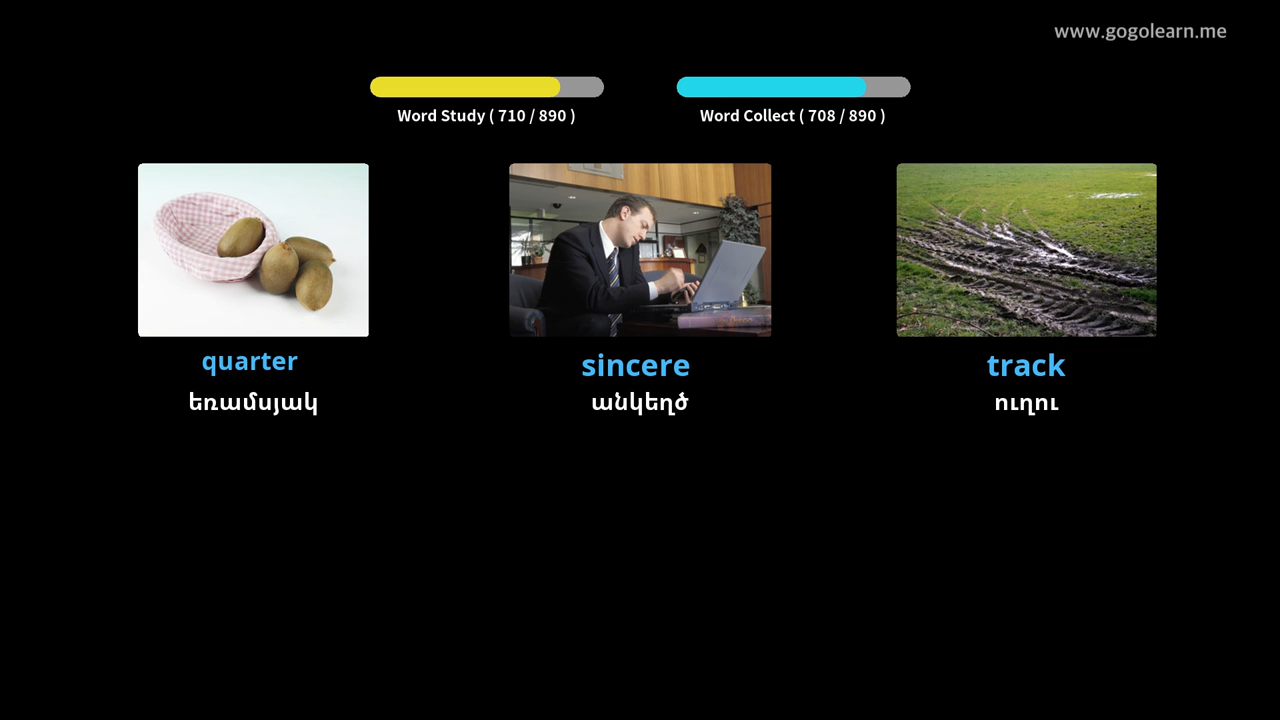 www.gogolearn.me
Word Study ( 710 / 890 )
Word Collect ( 708 / 890 )
quarter
sincere
track
եռամսյակ
անկեղծ
ուղու